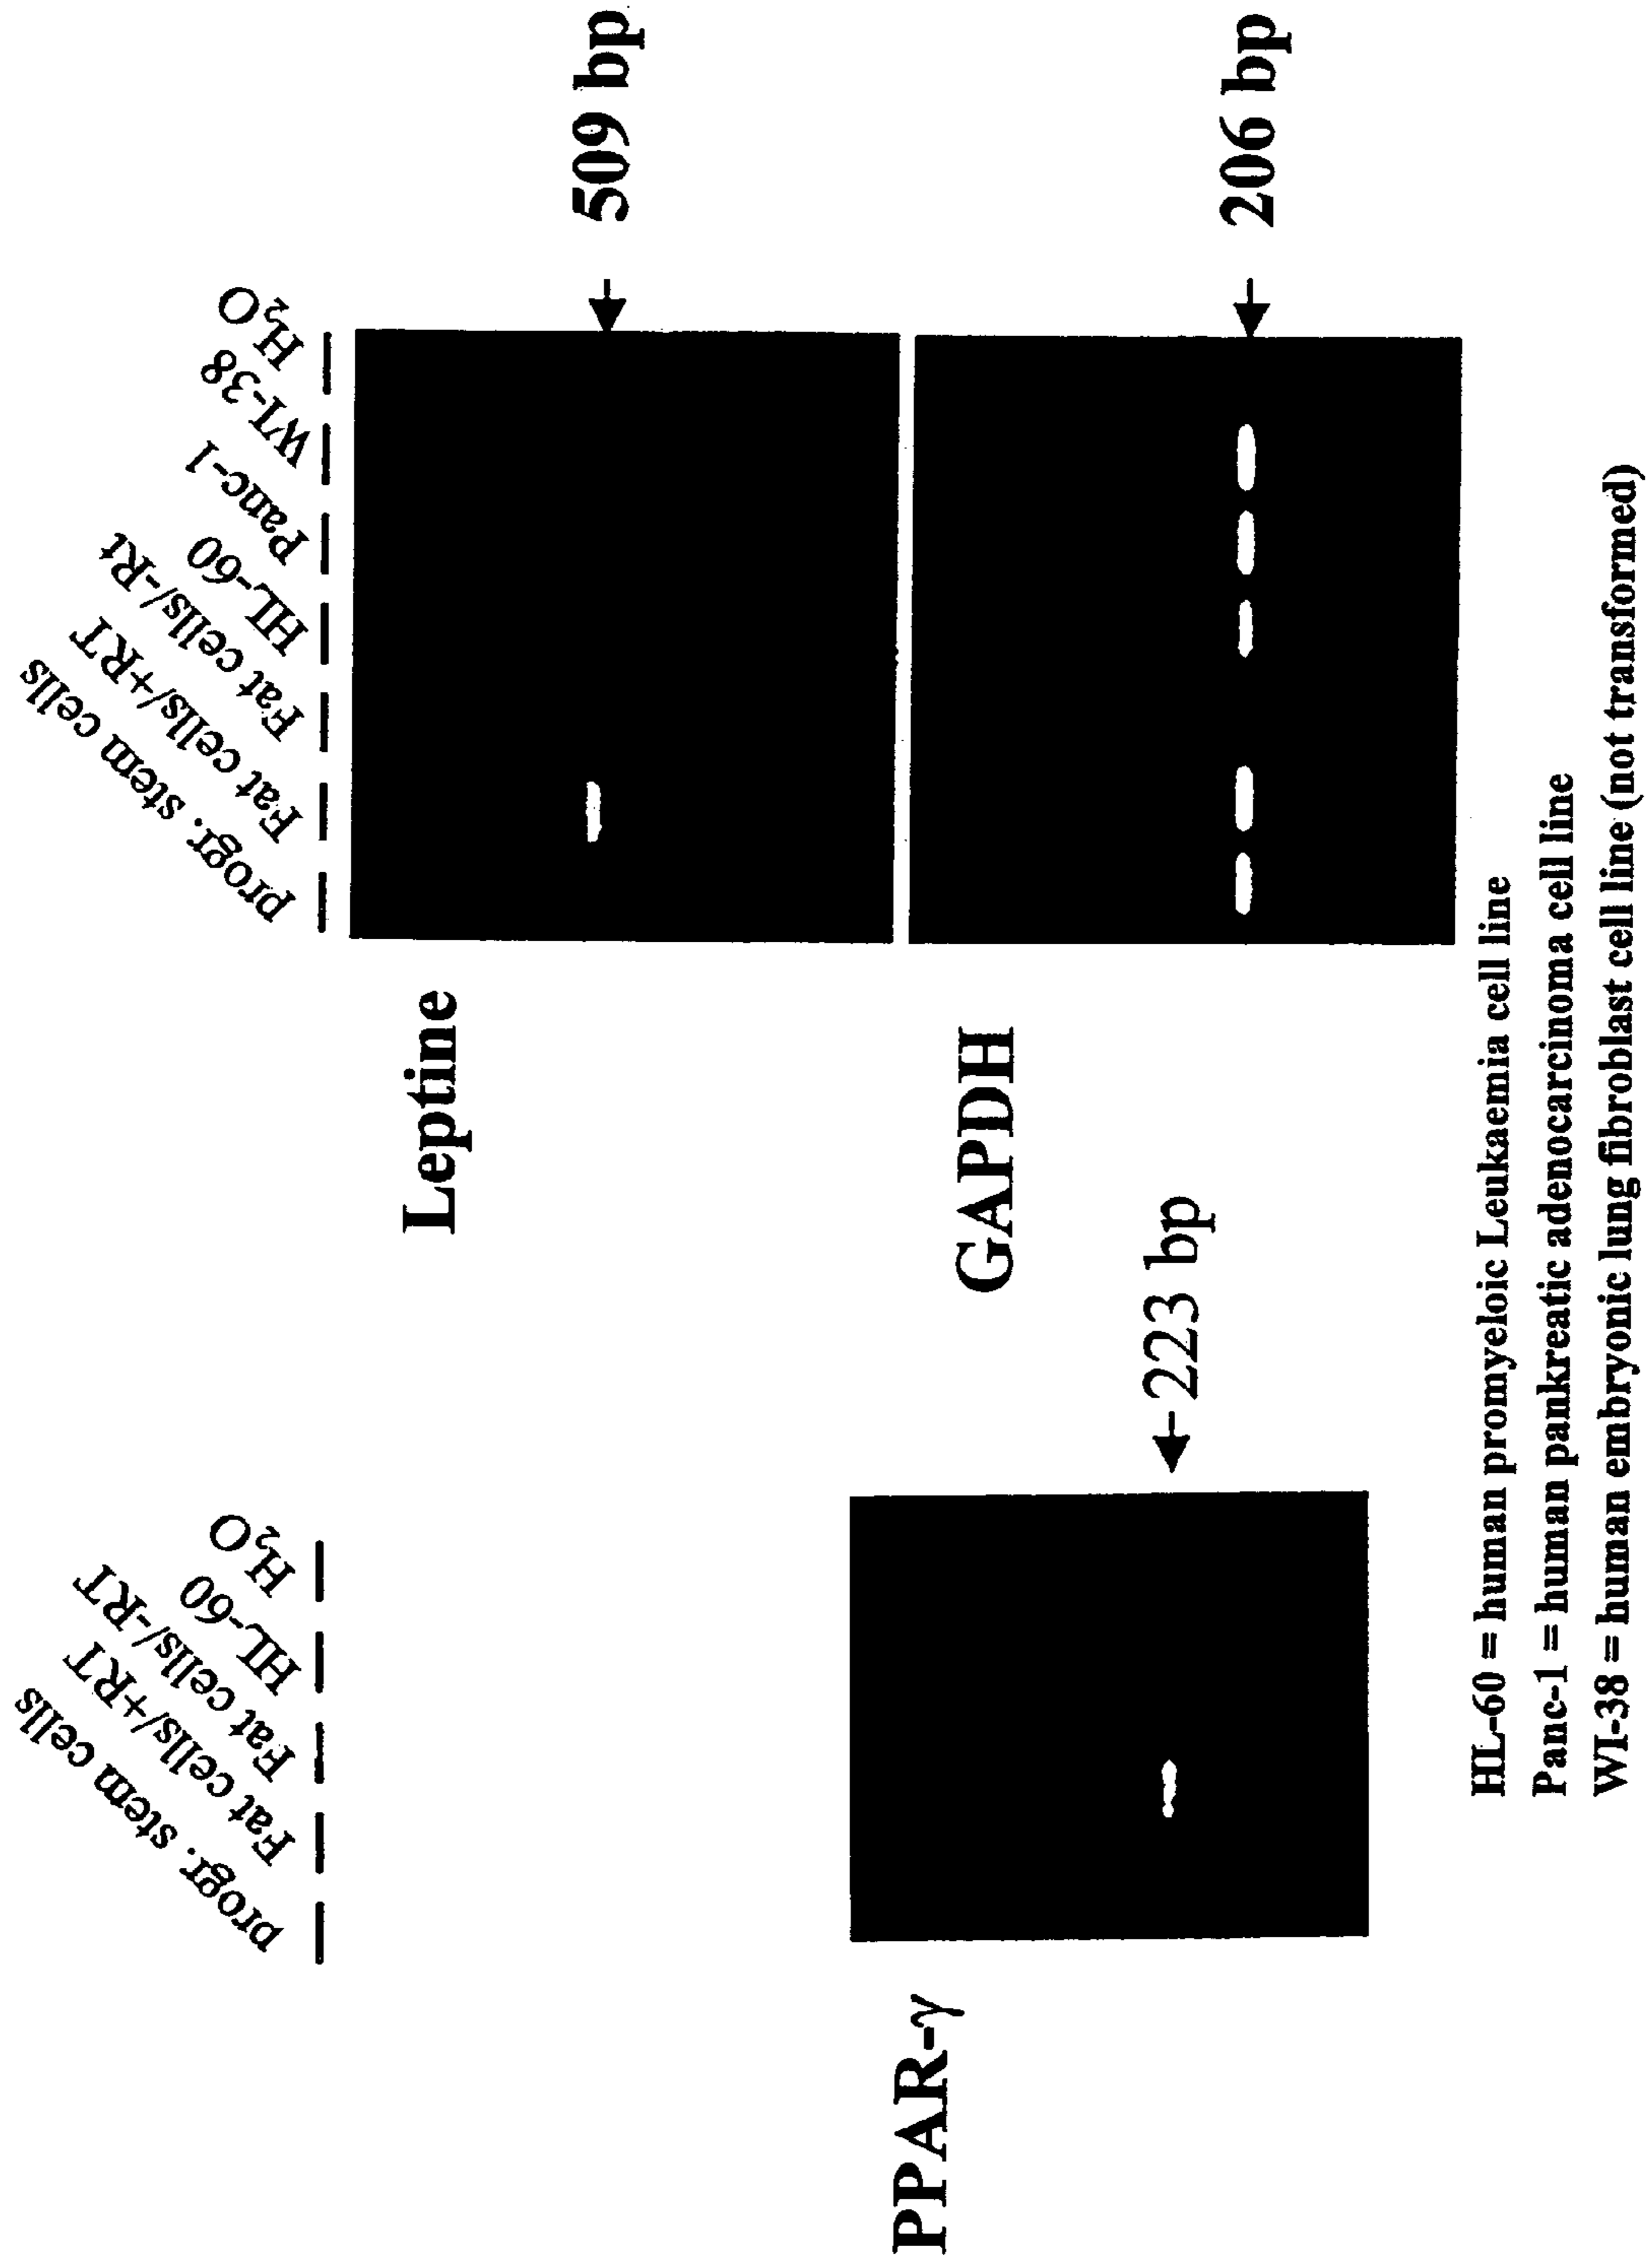 progr. stem cells
Fat cells/+RT
Fat cells/-RT
HL-60
H2O
PPAR-γ
223 bp
progr. stem cells
Fat cells/+RT
Fat cells/-Rt
HL-60
Panc-1
WI-38
H2O
Leptine
509 bp
GAPDH
206 bp
HL-60 = human promyeloic Leukaemia cell line
Panc-1 = human pankreatic adenocarcinoma cell line
WI-38 = human embryonic lung fibroblast cell line (not transformed)